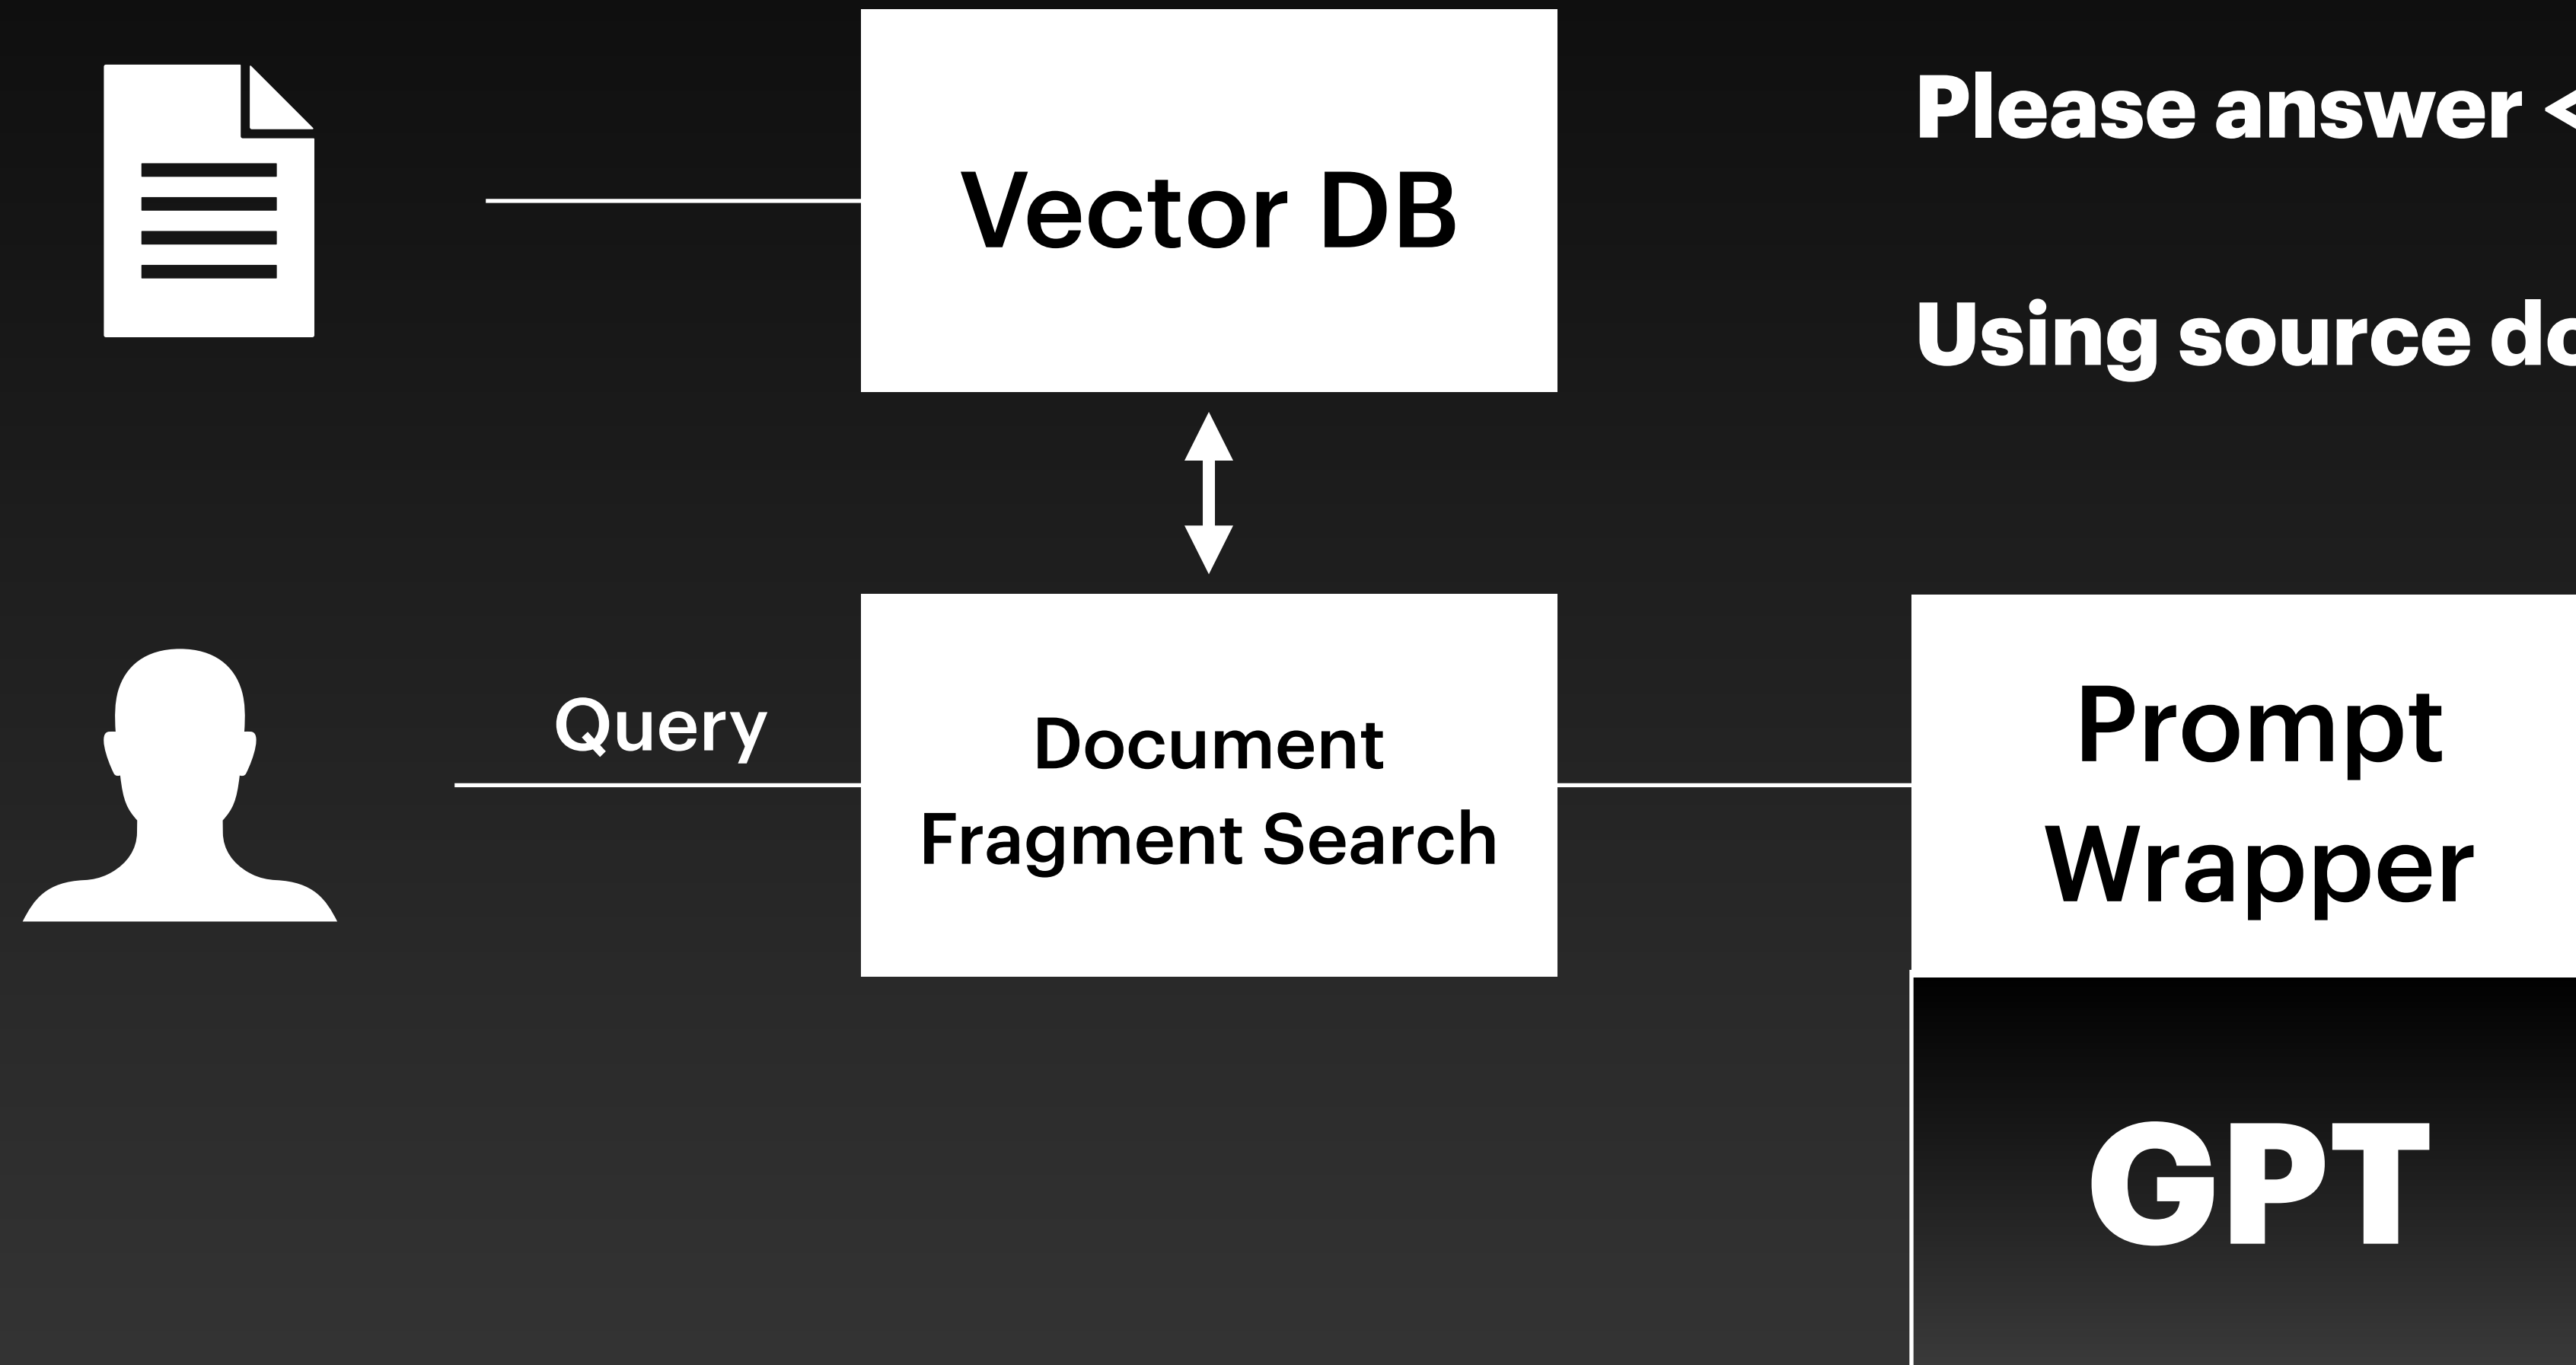 Vector DB
Please answer <
Using source
Query
Document
Fragment Search
Prompt
Wrapper
GPT